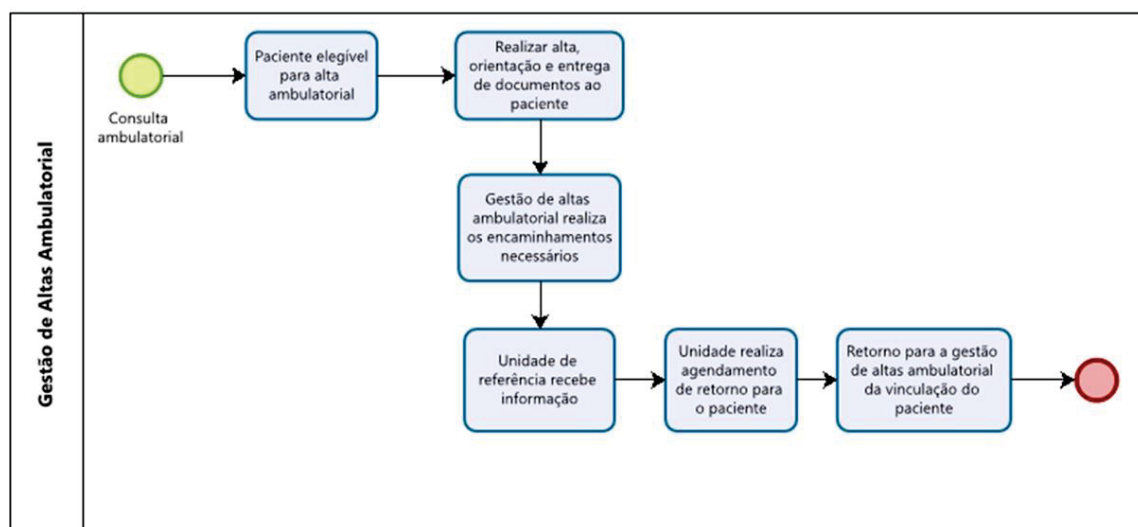 Gestão de Altas Ambulatorial
Consulta
ambulatorial
Paciente elegível
para alta
ambulatorial
Realizar alta,
orientação e entrega
de documentos ao
paciente
Gestão de altas
ambulatorial realiza
os encaminhamentos
necessários
Unidade de
referência recebe
informação
Unidade realiza
agendamento
de retorno para
o paciente
Retorno para a gestão
de altas ambulatorial
da vinculação do
paciente